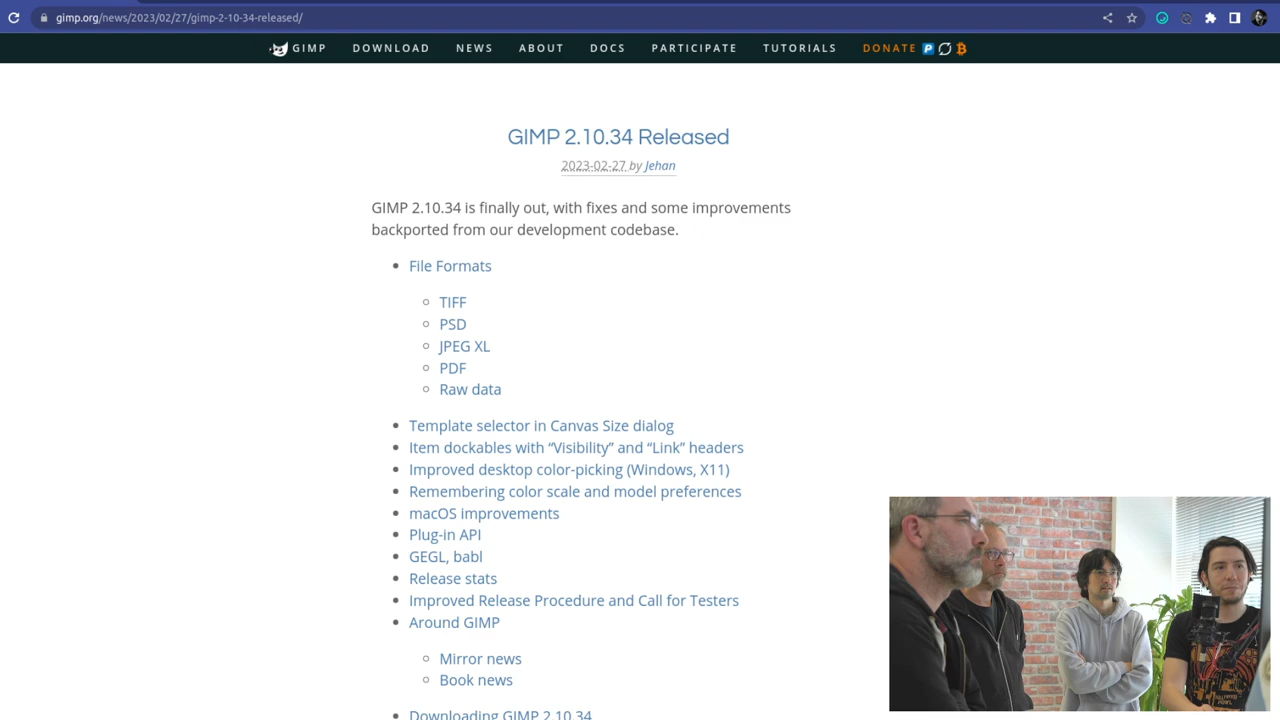 gimp.org/news/2023/02/27/gimp-2-10-34-released/
GIMP DOWNLOAD NEWS ABOUT DOCS PARTICIPATE TUTORIALS DONATE
GIMP 2.10.34 Released
2023-02-27 by Jehan
GIMP 2.10.34 is finally out, with fixes and some improvements
backported from our development codebase.
File Formats
TIFF
PSD
JPEG XL
PDF
Raw data
Template selector in Canvas Size dialog
Item dockables with “Visibility” and “Link” headers
Improved desktop color-picking (Windows, X11)
Remembering color scale and model preferences
macOS improvements
Plug-in API
GEGL, babl
Release stats
Improved Release Procedure and Call for Testers
Around GIMP
Mirror news
Book news
Downloading GIMP 2.10.34